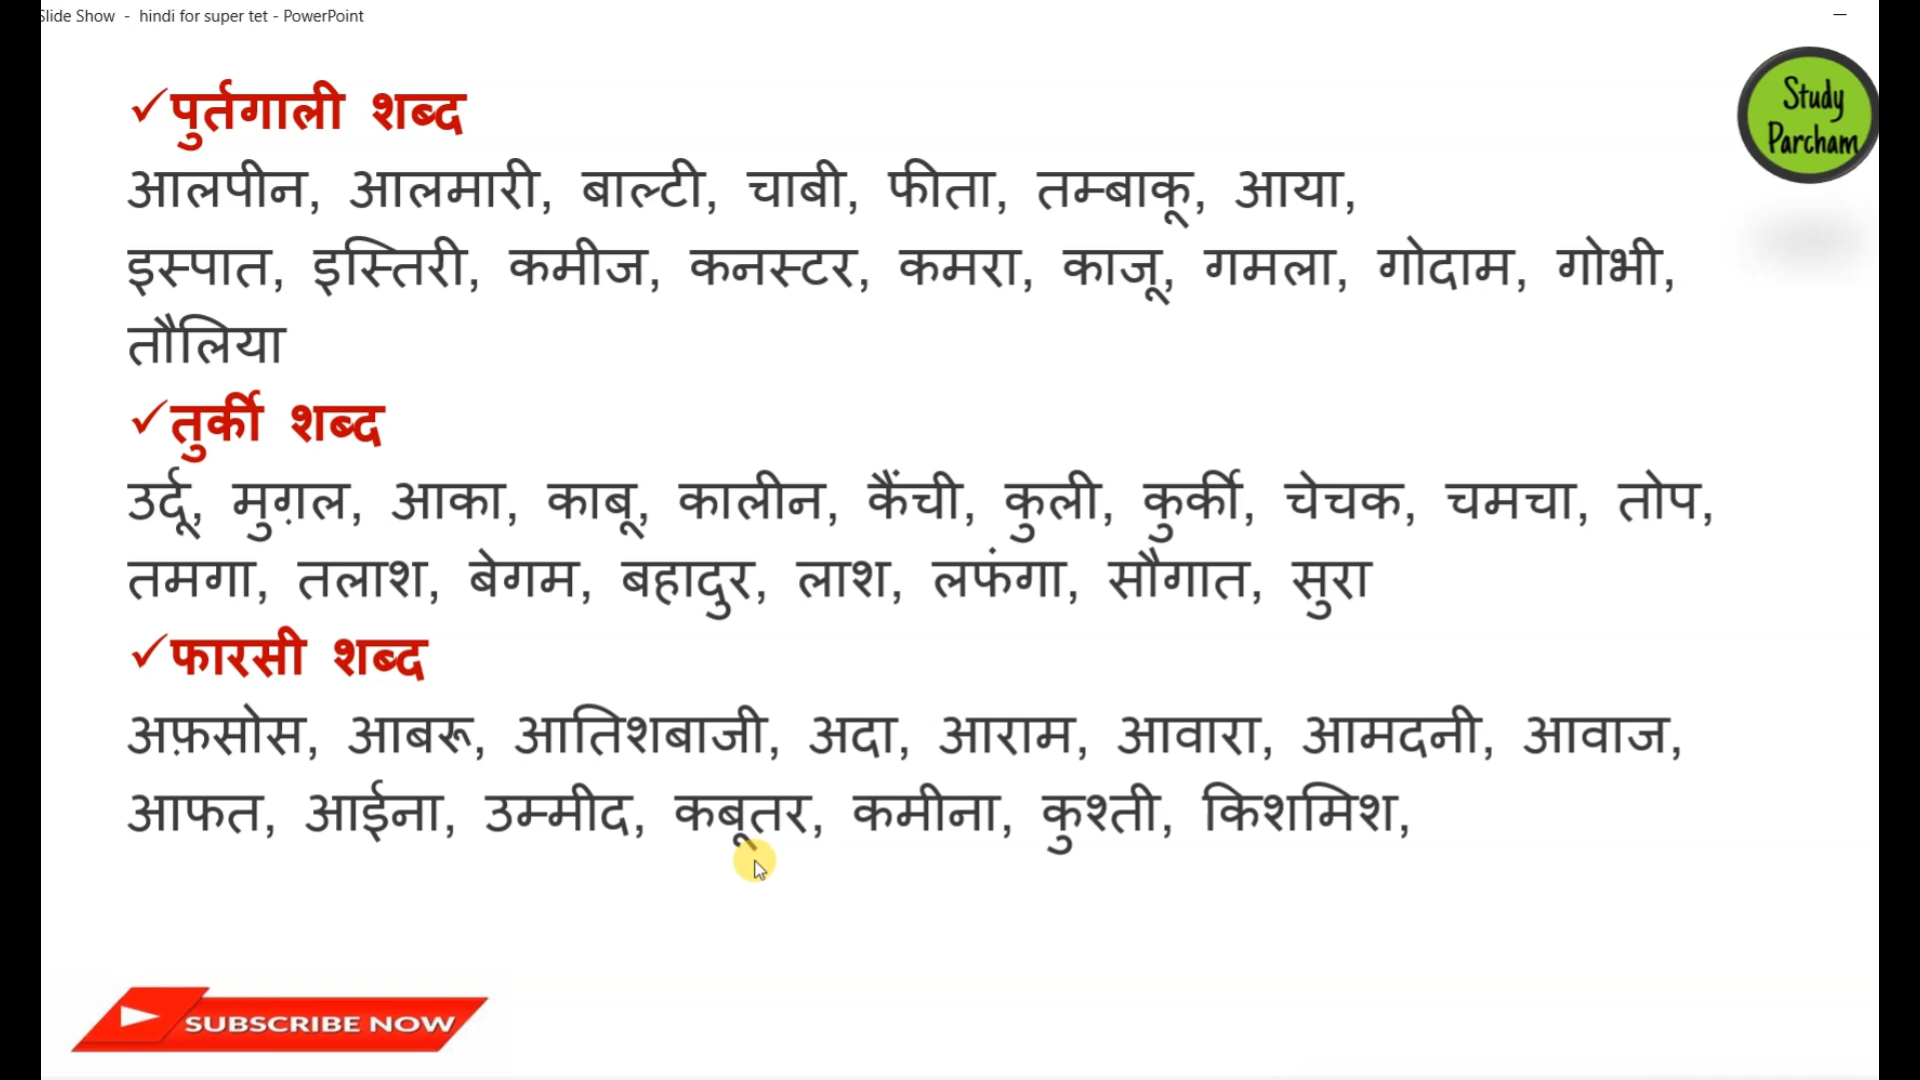 Slide Show - hindi for super tet - PowerPoint
Study
Parcham
✓पुर्तगाली शब्द
आलपीन, आलमारी, बाल्टी, चाबी, फीता, तम्बाकू, आया,
इस्पात, इस्तिरी, कमीज, कनस्टर, कमरा, काजू, गमला, गोदाम, गोभी,
तौलिया
✓तुर्की शब्द
उर्दू, मुग़ल, आका, काबू, कालीन, कैंची, कुली, कुर्की, चेचक, चमचा, तोप,
तमगा, तलाश, बेगम, बहादुर, लाश, लफंगा, सौगात, सुरा
✓फारसी शब्द
अफ़सोस, आबरू, आतिशबाजी, अदा, आराम, आवारा, आमदनी, आवाज,
आफत, आईना, उम्मीद, कबूतर, कमीना, कुश्ती, किशमिश,
SUBSCRIBE NOW